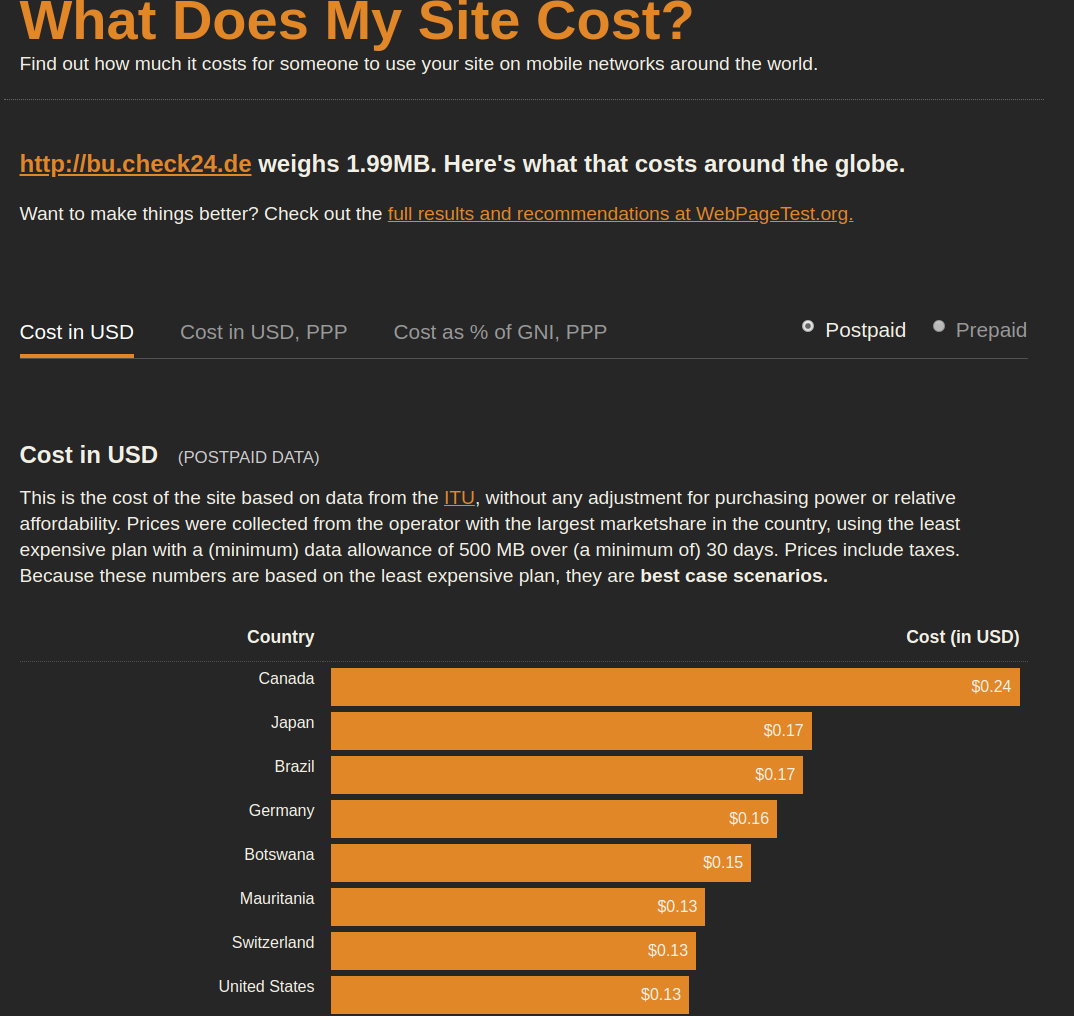 What Does My Site Cost?
Find out how much it costs for someone to use your site on mobile networks around the world.
http://bu.check24.de weighs 1.99MB. Here's what that costs around the globe.
Want to make things better? Check out the full results and recommendations at WebPageTest.org.
Cost in USD Cost in USD, PPP Cost as % of GNI, PPP Postpaid Prepaid
Cost in USD (POSTPAID DATA)
This is the cost of the site based on data from the ITU, without any adjustment for purchasing power or relative
affordability. Prices were collected from the operator with the largest marketshare in the country, using the least
expensive plan with a (minimum) data allowance of 500 MB over (a minimum of) 30 days. Prices include taxes.
Because these numbers are based on the least expensive plan, they are best case scenarios.
Country Cost (in USD)
Canada $0.24
Japan $0.17
Brazil $0.17
Germany $0.16
Botswana $0.15
Mauritania $0.13
Switzerland $0.13
United States $0.13